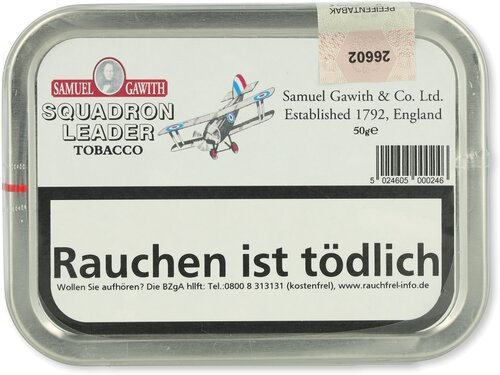 PFEIFENTABAK
26602
SAMUEL GAWITH
SQUADRON
LEADER
TOBACCO
Samuel Gawith & Co. Ltd.
Established 1792, England
50g℮
5 024605 000246
Rauchen ist tödlich
Wollen Sie aufhören? Die BZgA hilft: Tel.:0800 8 313131 (kostenfrei), www.rauchfrei-info.de